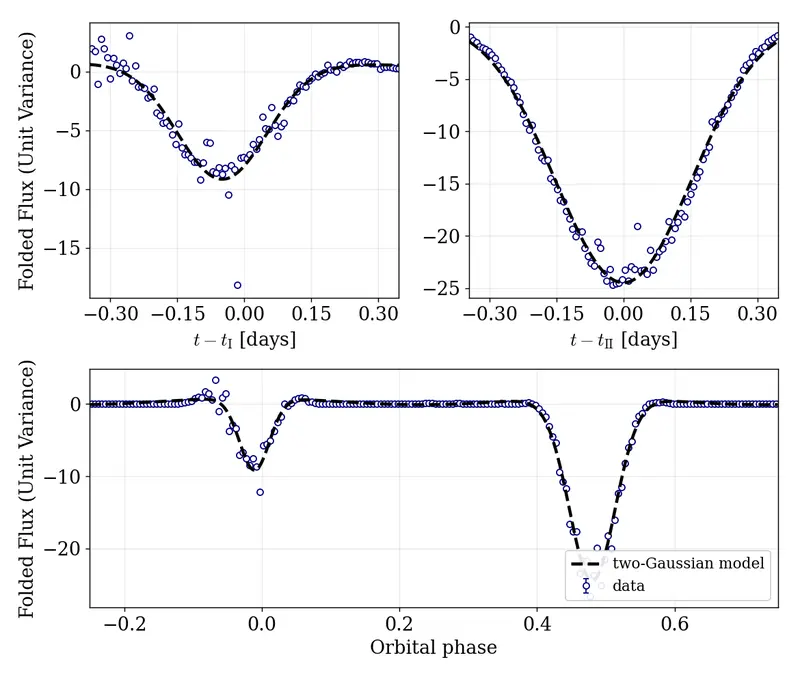 Folded Flux (Unit Variance)
0
−5
−10
−15
−0.30 −0.15 0.00 0.15 0.30
t − tI [days]
0
−5
−10
−15
−20
−25
−0.30 −0.15 0.00 0.15 0.30
t − tII [days]
Folded Flux (Unit Variance)
0
−10
−20
two-Gaussian model
data
−0.2 0.0 0.2 0.4 0.6
Orbital phase